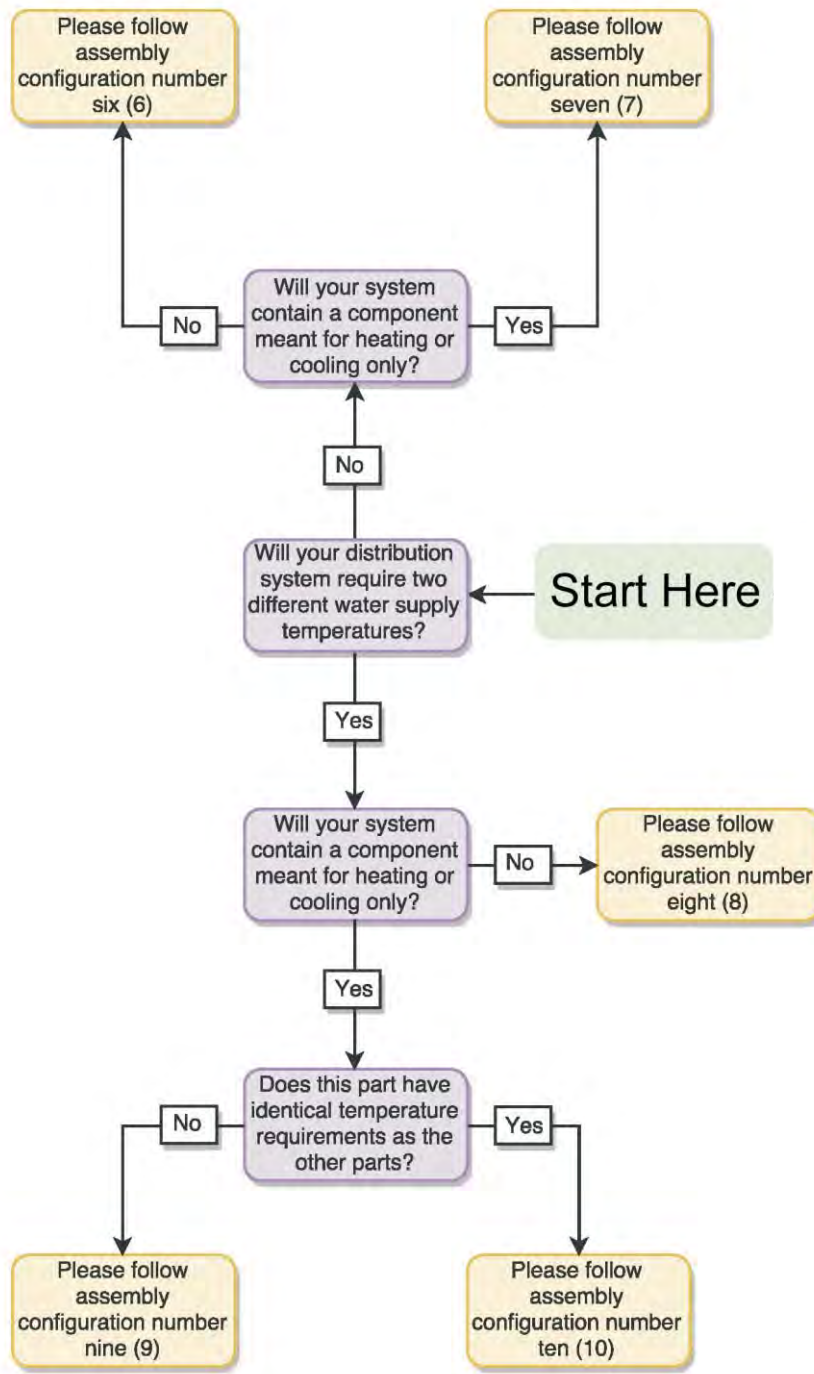 Please follow
assembly
configuration number
six (6)
Please follow
assembly
configuration number
seven (7)
Will your system
contain a component
meant for heating or
cooling only?
No
Yes
No
Will your distribution
system require two
different water supply
temperatures?
Start Here
Yes
Will your system
contain a component
meant for heating or
cooling only?
No
Please follow
assembly
configuration number
eight (8)
Yes
Does this part have
identical temperature
requirements as the
other parts?
No
Yes
Please follow
assembly
configuration number
nine (9)
Please follow
assembly
configuration number
ten (10)